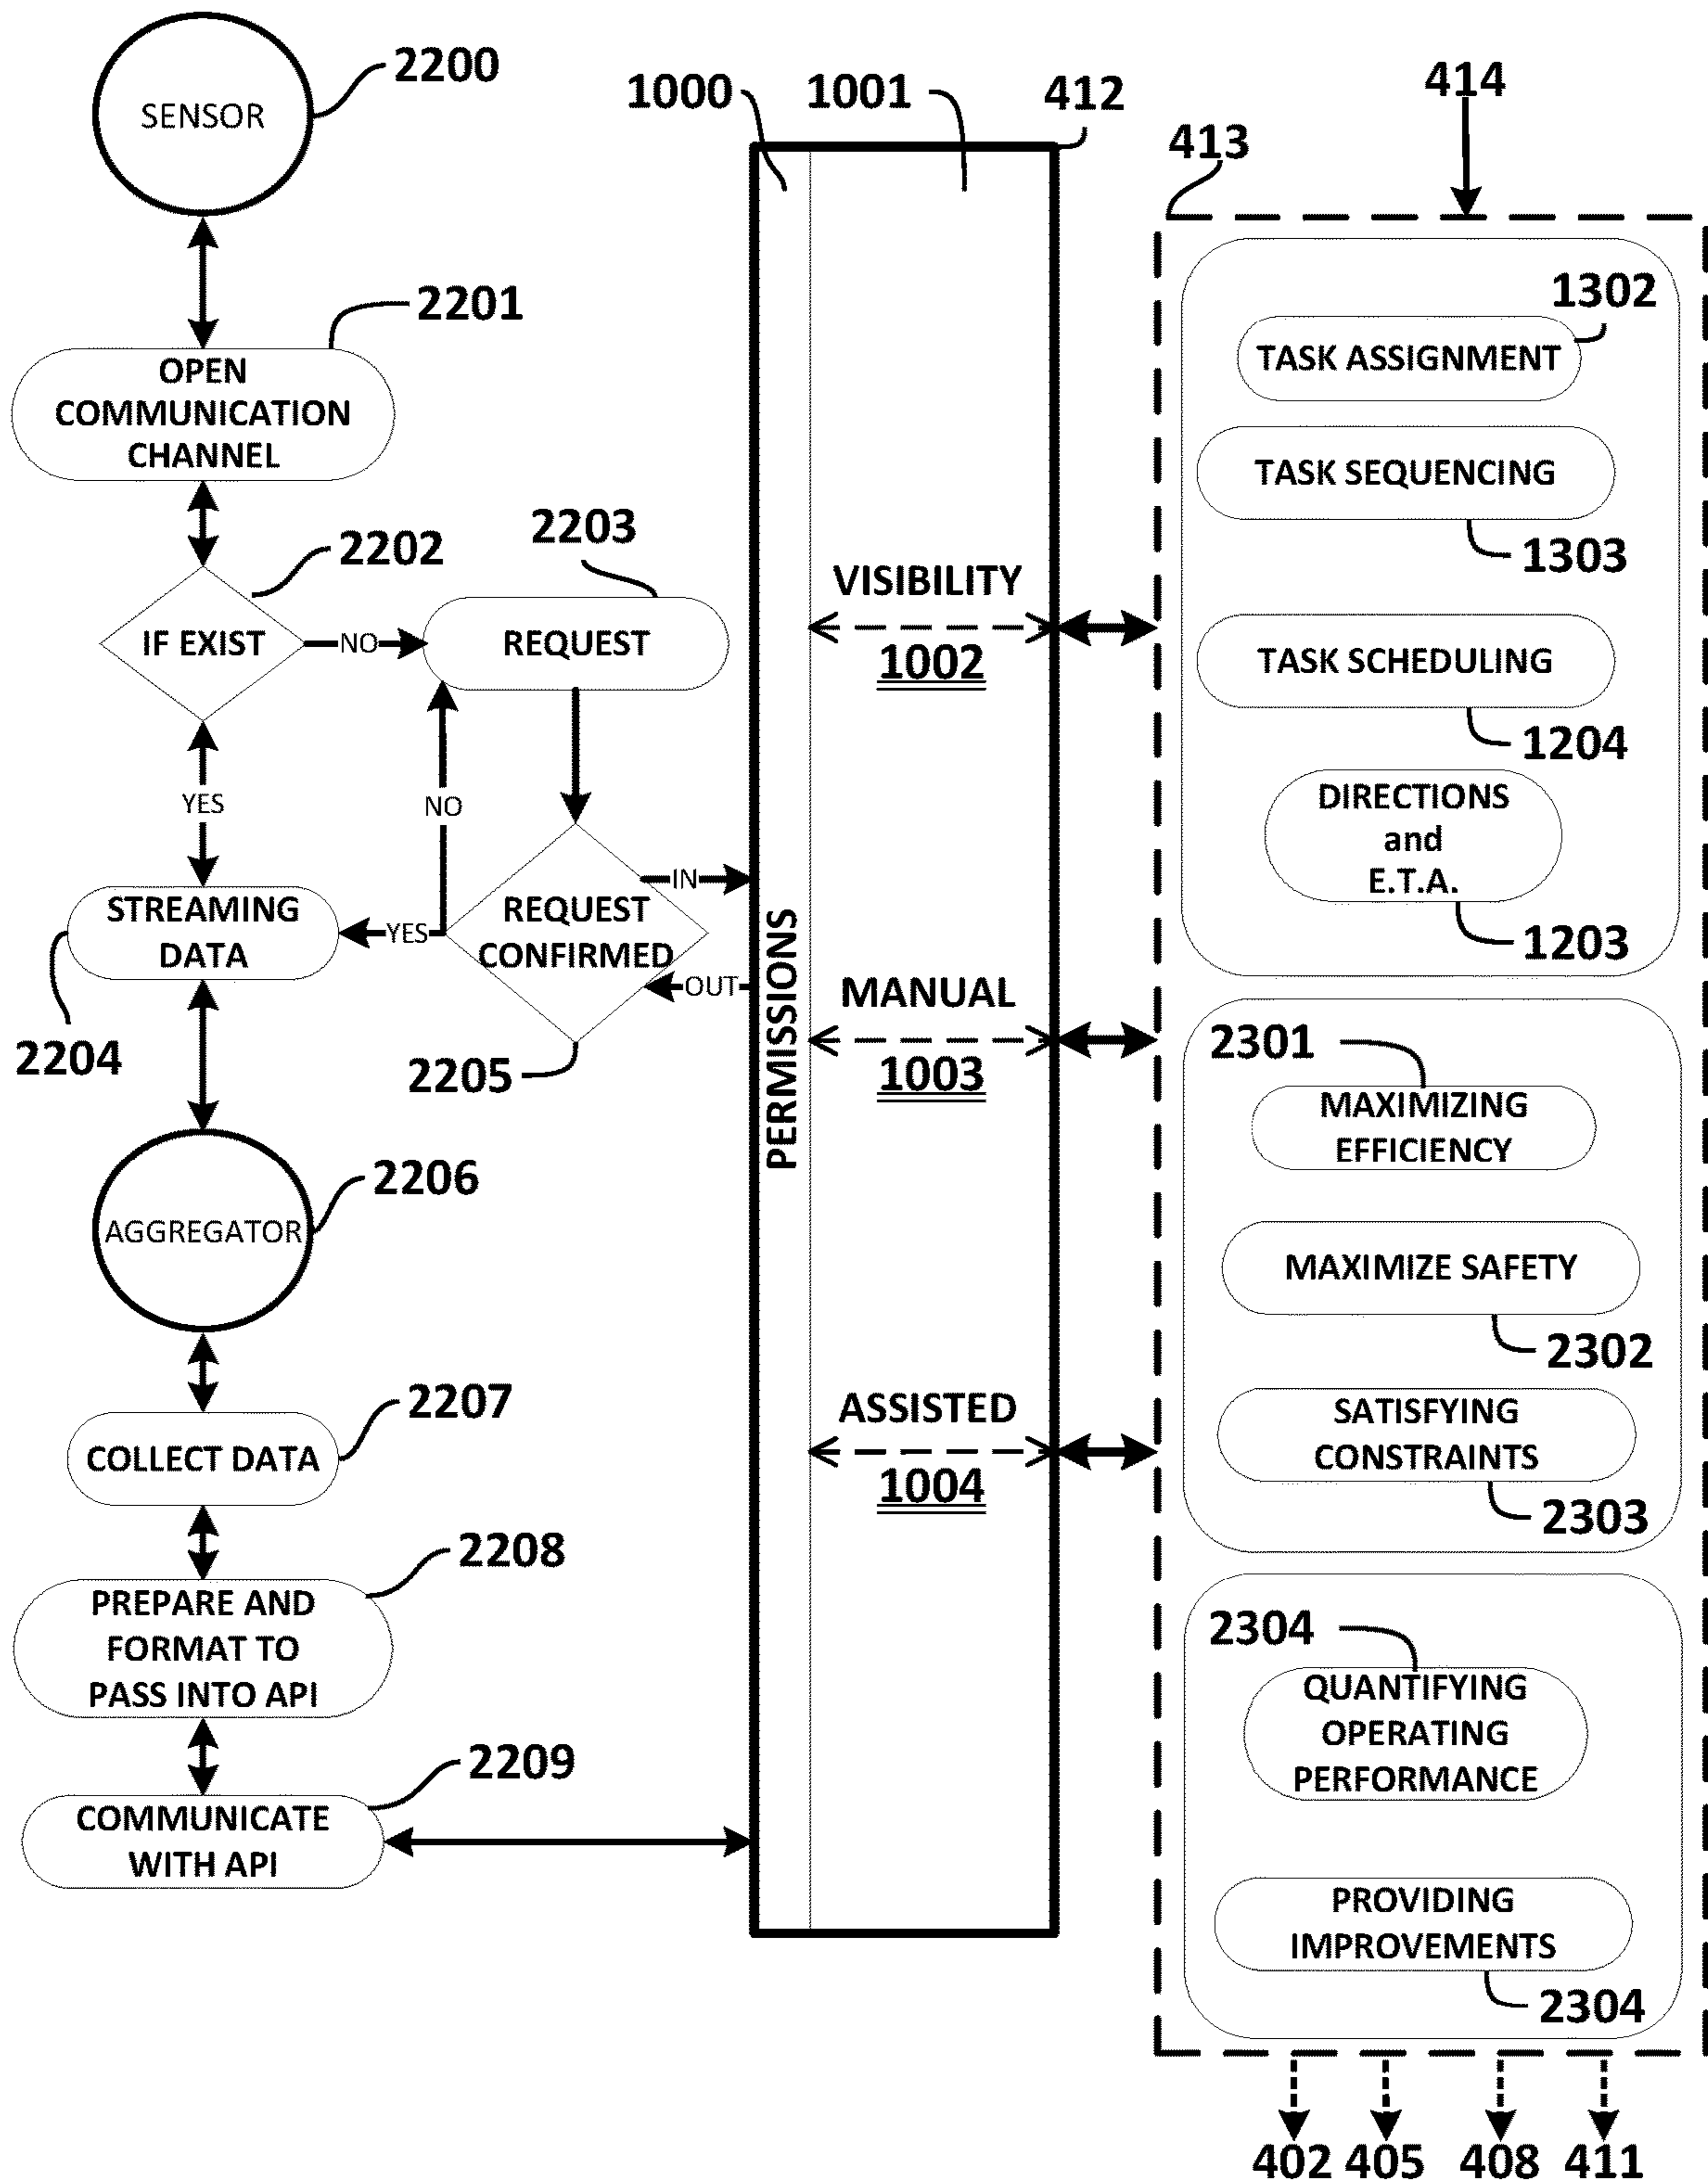 2200
SENSOR
2201
OPEN
COMMUNICATION
CHANNEL
2202
IF EXIST
NO
2203
REQUEST
YES
NO
STREAMING
DATA
2204
YES
REQUEST
CONFIRMED
IN
OUT
2205
AGGREGATOR
2206
2207
COLLECT DATA
2208
PREPARE AND
FORMAT TO
PASS INTO API
2209
COMMUNICATE
WITH API
1000
1001
412
PERMISSIONS
VISIBILITY
1002
MANUAL
1003
ASSISTED
1004
414
413
1302
TASK ASSIGNMENT
TASK SEQUENCING
1303
TASK SCHEDULING
1204
DIRECTIONS
and
E.T.A.
1203
2301
MAXIMIZING
EFFICIENCY
MAXIMIZE SAFETY
2302
SATISFYING
CONSTRAINTS
2303
2304
QUANTIFYING
OPERATING
PERFORMANCE
PROVIDING
IMPROVEMENTS
2304
402 405 408 411